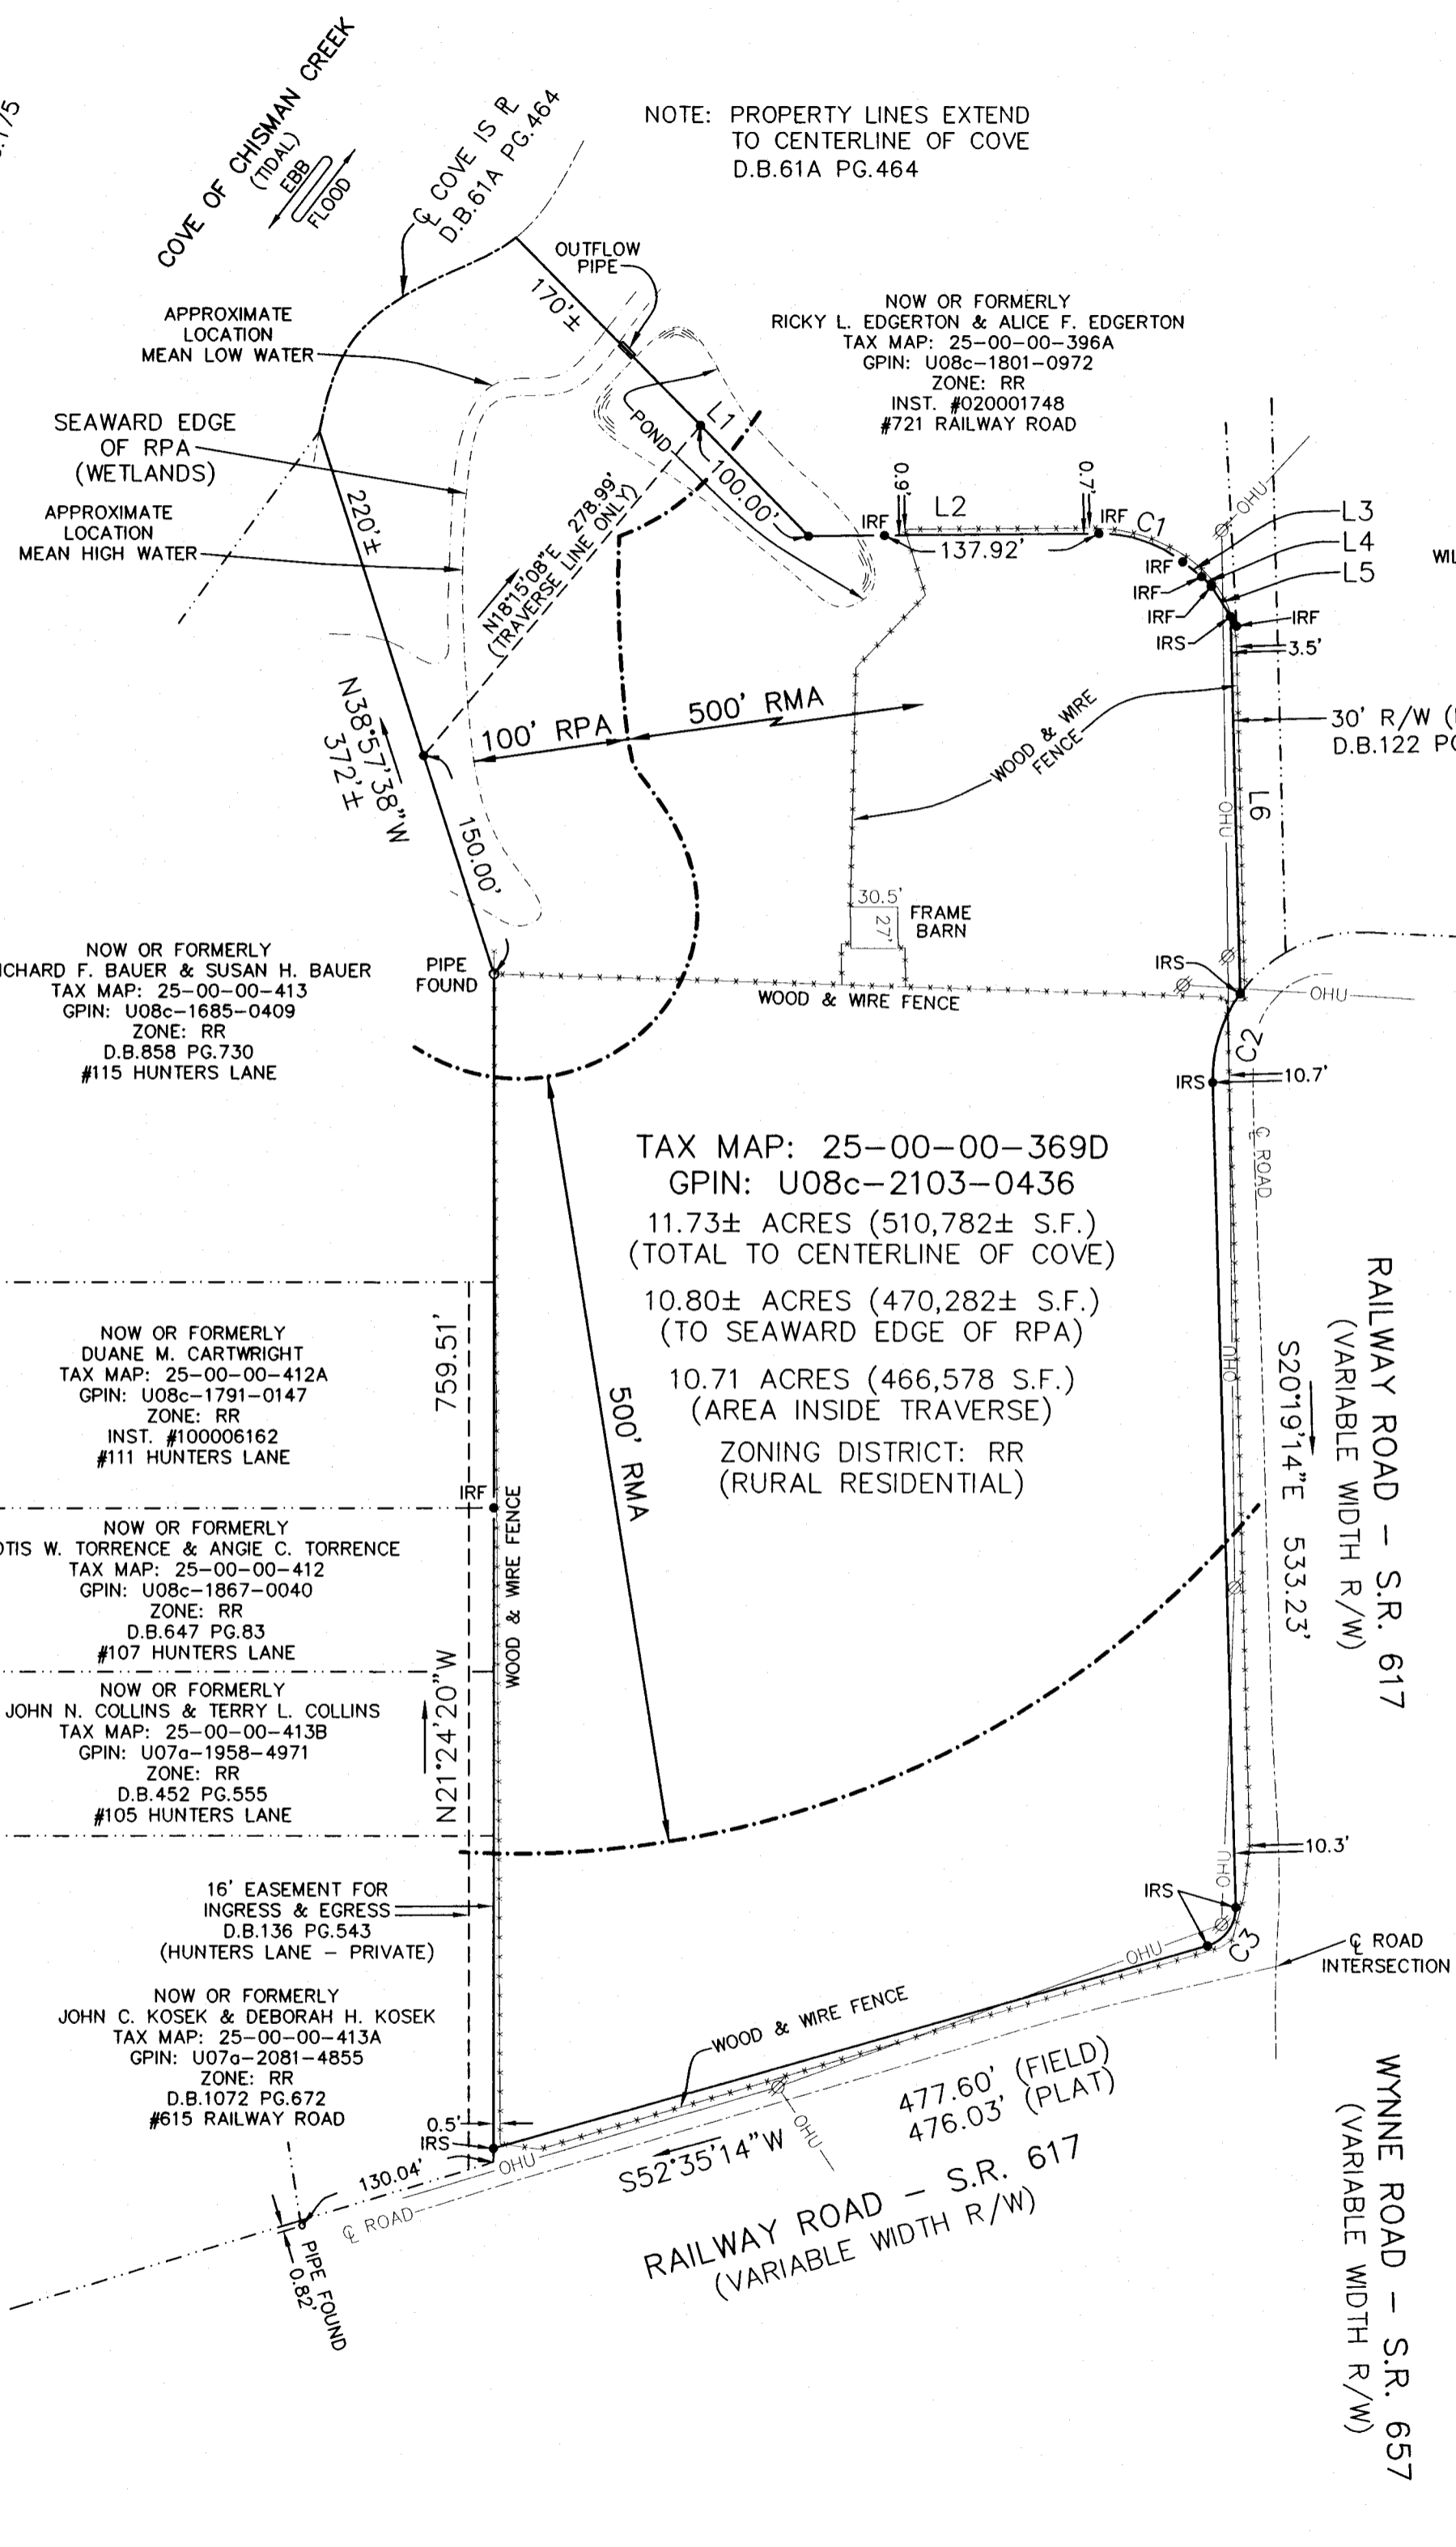 COVE OF CHISMAN CREEK
(TIDAL)
EBB
FLOOD
℄ COVE IS ℙL
D.B.61A PG.464
NOTE: PROPERTY LINES EXTEND
TO CENTERLINE OF COVE
D.B.61A PG.464
OUTFLOW
PIPE
170'±
APPROXIMATE
LOCATION
MEAN LOW WATER
NOW OR FORMERLY
RICKY L. EDGERTON & ALICE F. EDGERTON
TAX MAP: 25-00-00-396A
GPIN: U08c-1801-0972
ZONE: RR
INST. #020001748
#721 RAILWAY ROAD
SEAWARD EDGE
OF RPA
(WETLANDS)
APPROXIMATE
LOCATION
MEAN HIGH WATER
220'±
POND
L1
100.00'
N18°15'08"E 278.99'
(TRAVERSE LINE ONLY)
IRF
0.9'
L2
0.7'
137.92'
IRF
C1
OHU
L3
L4
L5
IRF
IRF
IRF
IRS
IRF
3.5'
30' R/W
D.B.122
N38°57'38"W
372'±
100' RPA
500' RMA
WOOD & WIRE
FENCE
L6
OHU
150.00'
30.5'
27'
FRAME
BARN
PIPE
FOUND
WOOD & WIRE FENCE
IRS
OHU
C2
IRS
10.7'
℄ ROAD
NOW OR FORMERLY
ICHARD F. BAUER & SUSAN H. BAUER
TAX MAP: 25-00-00-413
GPIN: U08c-1685-0409
ZONE: RR
D.B.858 PG.730
#115 HUNTERS LANE
TAX MAP: 25-00-00-369D
GPIN: U08c-2103-0436
11.73± ACRES (510,782± S.F.)
(TOTAL TO CENTERLINE OF COVE)
10.80± ACRES (470,282± S.F.)
(TO SEAWARD EDGE OF RPA)
10.71 ACRES (466,578 S.F.)
(AREA INSIDE TRAVERSE)
ZONING DISTRICT: RR
(RURAL RESIDENTIAL)
500' RMA
OHU
S20°19'14"E 533.23'
RAILWAY ROAD - S.R. 617
(VARIABLE WIDTH R/W)
759.51'
NOW OR FORMERLY
DUANE M. CARTWRIGHT
TAX MAP: 25-00-00-412A
GPIN: U08c-1791-0147
ZONE: RR
INST. #100006162
#111 HUNTERS LANE
IRF
WOOD & WIRE FENCE
NOW OR FORMERLY
OTIS W. TORRENCE & ANGIE C. TORRENCE
TAX MAP: 25-00-00-412
GPIN: U08c-1867-0040
ZONE: RR
D.B.647 PG.83
#107 HUNTERS LANE
N21°24'20"W
NOW OR FORMERLY
JOHN N. COLLINS & TERRY L. COLLINS
TAX MAP: 25-00-00-413B
GPIN: U07a-1958-4971
ZONE: RR
D.B.452 PG.555
#105 HUNTERS LANE
16' EASEMENT FOR
INGRESS & EGRESS
D.B.136 PG.543
(HUNTERS LANE - PRIVATE)
NOW OR FORMERLY
JOHN C. KOSEK & DEBORAH H. KOSEK
TAX MAP: 25-00-00-413A
GPIN: U07a-2081-4855
ZONE: RR
D.B.1072 PG.672
#615 RAILWAY ROAD
10.3'
OHU
IRS
C3
OHU
℄ ROAD
INTERSECTION
WOOD & WIRE FENCE
0.5'
IRS
OHU
130.04'
℄ ROAD
PIPE FOUND
0.82'
OHU
477.60' (FIELD)
476.03' (PLAT)
S52°35'14"W
RAILWAY ROAD - S.R. 617
(VARIABLE WIDTH R/W)
WYNNE ROAD - S.R. 657
(VARIABLE WIDTH R/W)